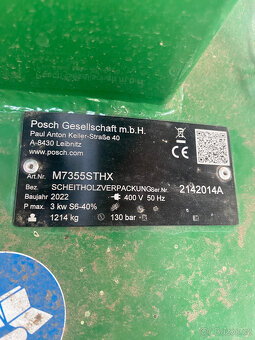 Posch Gesellschaft m.b.H.
Paul Anton Keller-Straße 40
A-8430 Leibnitz
www.posch.com
Art.Nr. M7355STHX
Bez. SCHEITHOLZVERPACKUNG Ser.Nr. 2142014A
Baujahr 2022 400 V 50 Hz
P max. 3 kw S6-40%
1214 kg 130 bar
CE